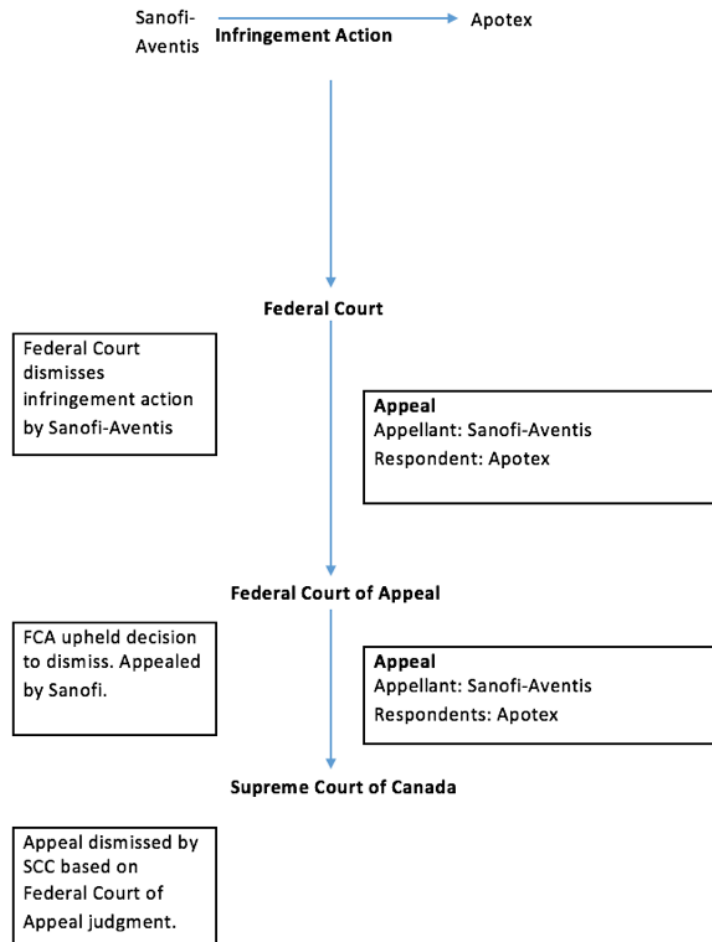 Sanofi-
Aventis
Infringement Action
Apotex
Federal Court
Federal Court
dismisses
infringement action
by Sanofi-Aventis
Appeal
Appellant: Sanofi-Aventis
Respondent: Apotex
Federal Court of Appeal
FCA upheld decision
to dismiss. Appealed
by Sanofi.
Appeal
Appellant: Sanofi-Aventis
Respondents: Apotex
Supreme Court of Canada
Appeal dismissed by
SCC based on
Federal Court of
Appeal judgment.